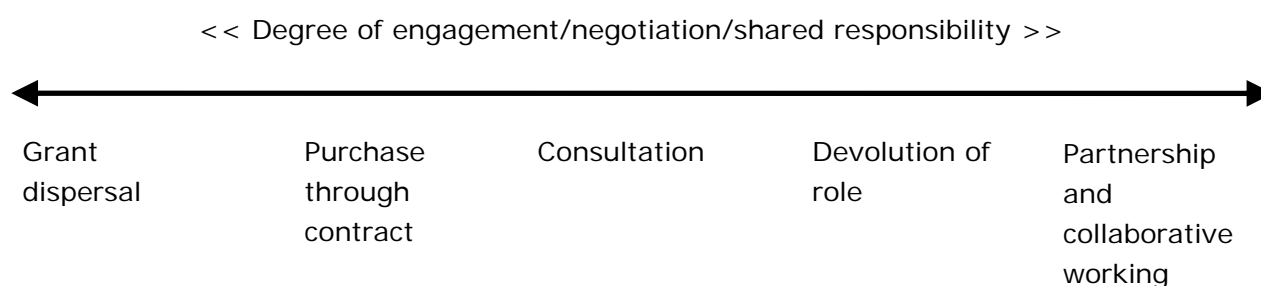 << Degree of engagement/negotiation/shared responsibility >>
Grant
dispersal
Purchase
through
contract
Consultation
Devolution of
role
Partnership
and
collaborative
working